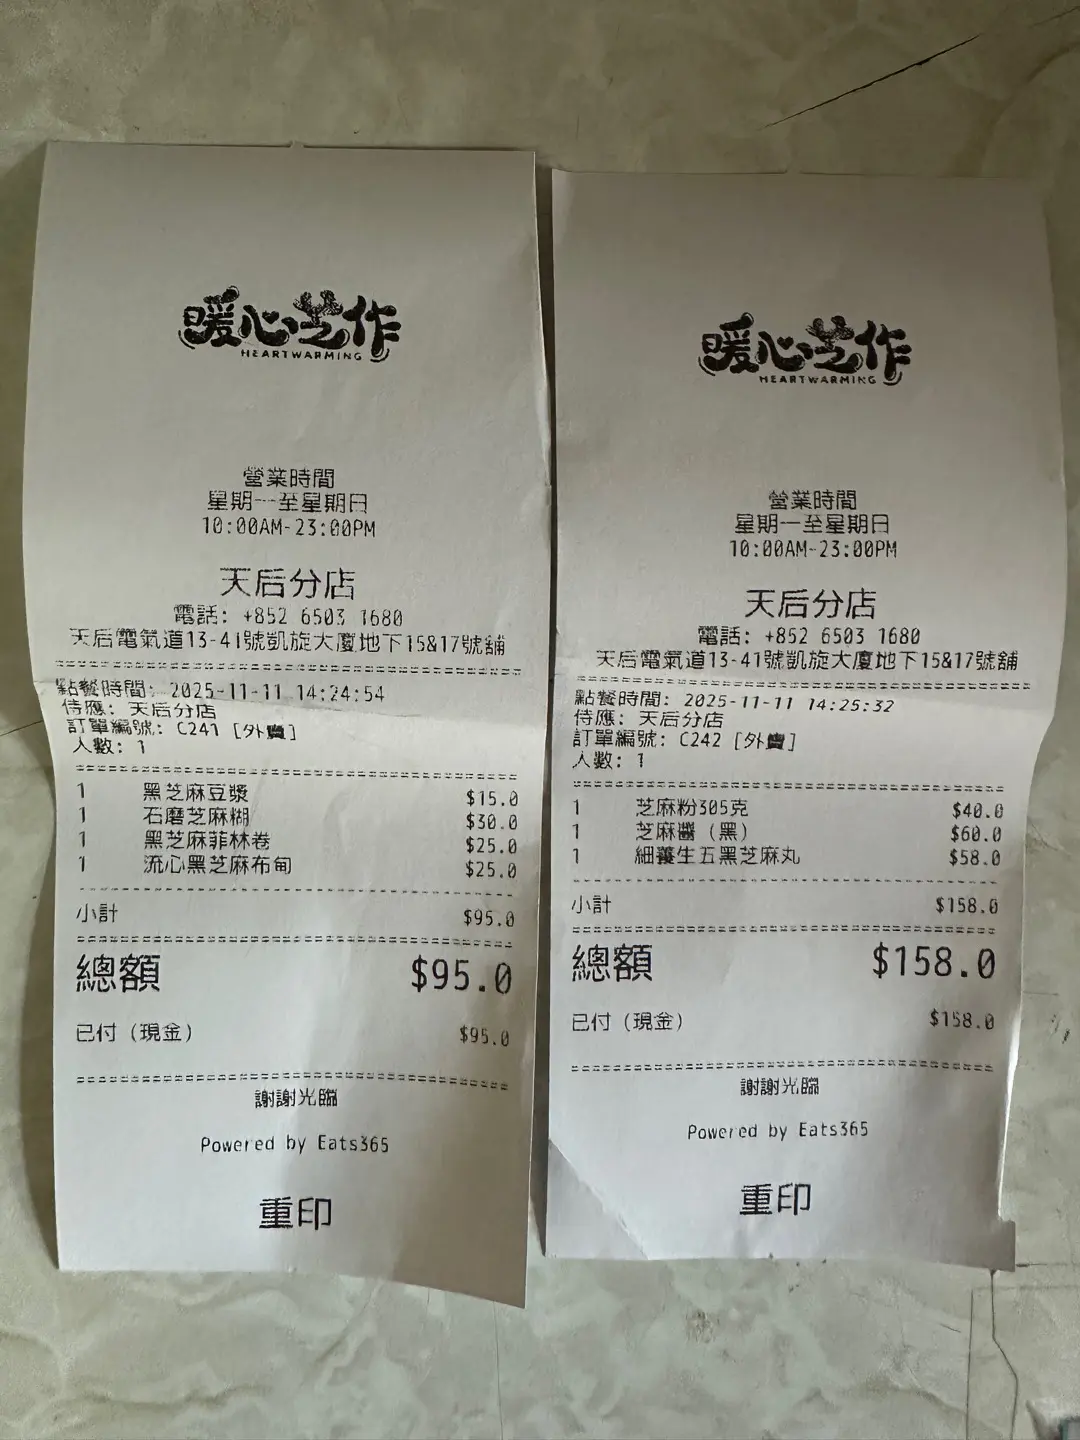 暖心芝作
HEARTWARMING
營業時間
星期一至星期日
10:00AM-23:00PM
天后分店
電話: +852 6503 1680
天后電氣道13-41號凱旋大廈地下15&17號舖
點餐時間: 2025-11-11 14:24:54
侍應: 天后分店
訂單編號: C241 [外賣]
人數: 1
1 黑芝麻豆漿 $15.0
1 石磨芝麻糊 $30.0
1 黑芝麻菲林卷 $25.0
1 流心黑芝麻布甸 $25.0
小計 $95.0
總額 $95.0
已付 (現金) $95.0
謝謝光臨
Powered by Eats365
重印
暖心芝作
HEARTWARMING
營業時間
星期一至星期日
10:00AM-23:00PM
天后分店
電話: +852 6503 1680
天后電氣道13-41號凱旋大廈地下15&17號舖
點餐時間: 2025-11-11 14:25:32
侍應: 天后分店
訂單編號: C242 [外賣]
人數: 1
1 芝麻粉305克 $40.0
1 芝麻醬 (黑) $60.0
1 細養生五黑芝麻丸 $58.0
小計 $158.0
總額 $158.0
已付 (現金) $158.0
謝謝光臨
Powered by Eats365
重印